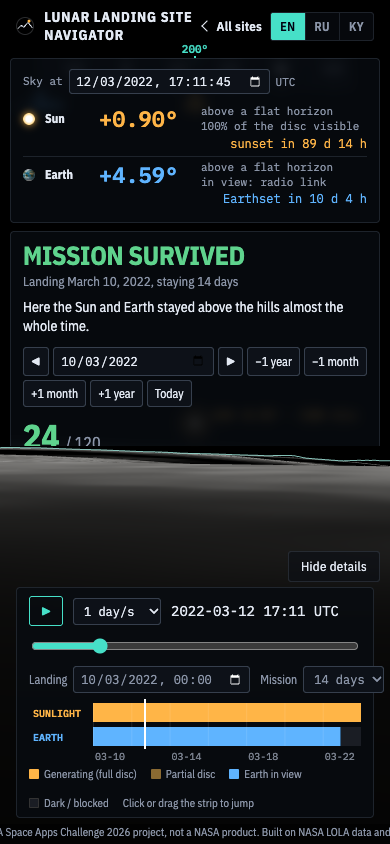 LUNAR LANDING SITE
NAVIGATOR
All sites
EN
RU
KY
200°
Sky at
12/03/2022, 17:11:45
UTC
Sun
+0.90°
above a flat horizon
100% of the disc visible
sunset in 89 d 14 h
Earth
+4.59°
above a flat horizon
in view: radio link
Earthset in 10 d 4 h
MISSION SURVIVED
Landing March 10, 2022, staying 14 days
Here the Sun and Earth stayed above the hills almost the
whole time.
◀ 10/03/2022 ▶ −1 year −1 month
+1 month +1 year Today
24 / 120
Hide details
▶ 1 day/s 2022-03-12 17:11 UTC
Landing 10/03/2022, 00:00 Mission 14 days
SUNLIGHT
EARTH
03-10 03-14 03-18 03-22
Generating (full disc) Partial disc Earth in view
Dark / blocked Click or drag the strip to jump
Space Apps Challenge 2026 project, not a NASA product. Built on NASA LOLA data and